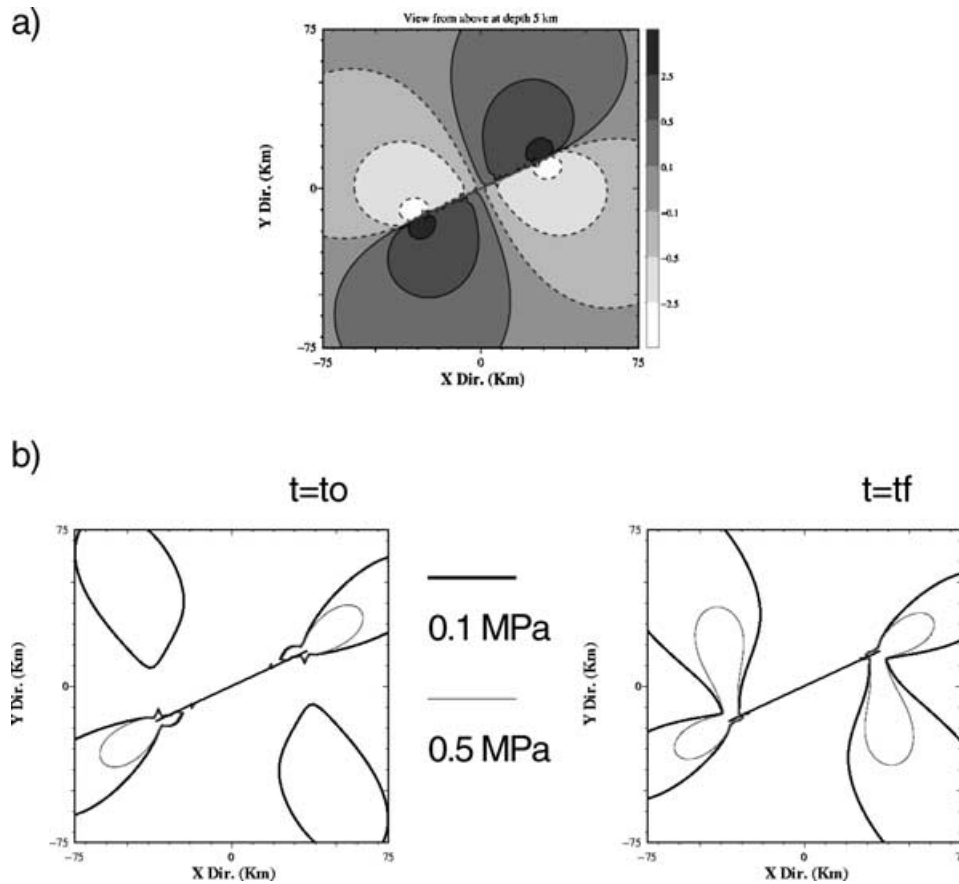 a)
View from above at depth 5 km
75
0
-75
Y Dir. (Km)
-75
0
75
X Dir. (Km)
2.5
0.5
0.1
-0.1
-0.5
-2.5
b)
t=to
75
0
-75
Y Dir. (Km)
-75
0
75
X Dir. (Km)
0.1 MPa
0.5 MPa
t=tf
75
0
-75
Y Dir. (Km)
-75
0
75
X Dir. (Km)